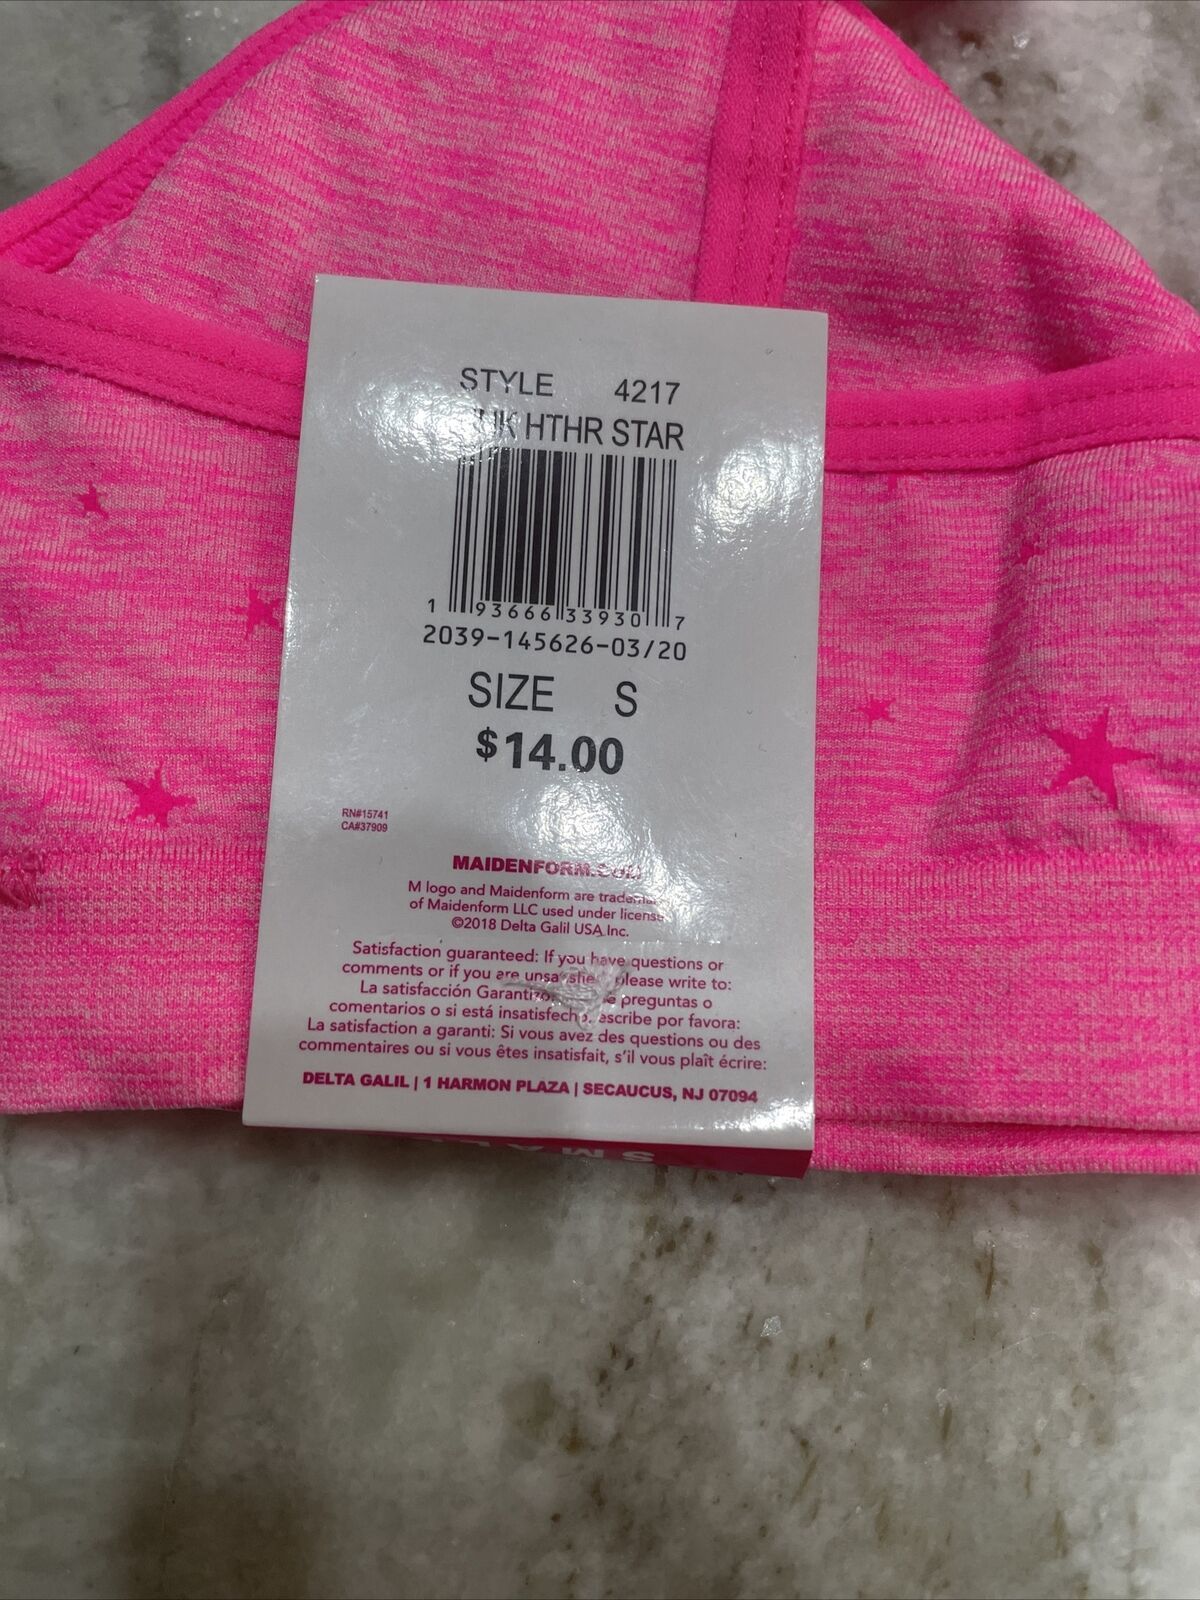 STYLE 4217
HTHR STAR
1 93666 33930 7
2039-145626-03/20
SIZE S
$14.00
RN#15741
CA#37909
MAIDENFORM.COM
M logo and Maidenform are
of Maidenform LLC used under license
©2018 Delta Galil USA Inc.
Satisfaction guaranteed: If you have questions or
comments or if you are please write to:
La satisfacción preguntas o
comentarios o si está escribe por favora:
La satisfaction a garanti: Si vous avez des questions ou des
commentaires ou si vous êtes insatisfait, s'il vous plaît écrire:
DELTA GALIL | 1 HARMON PLAZA | SECAUCUS, NJ 07094